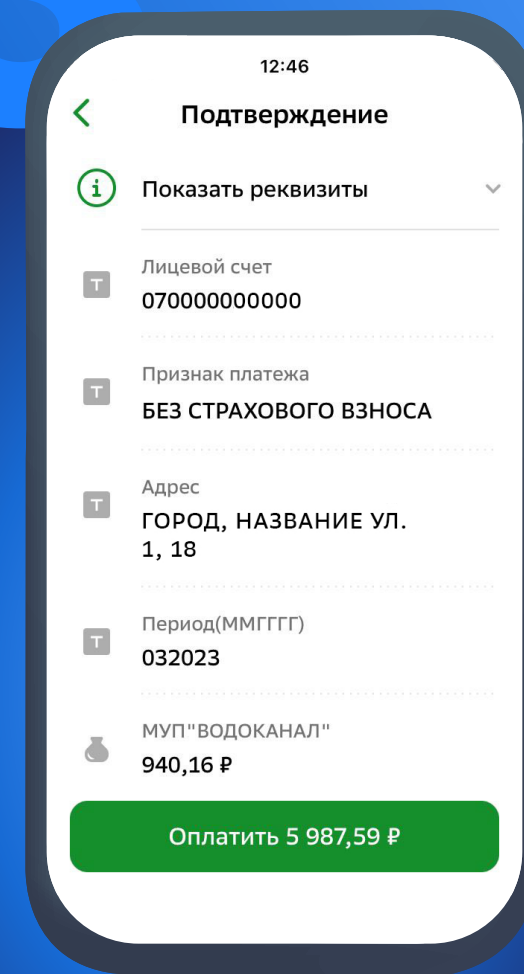 12:46
Подтверждение
i
Показать реквизиты
Лицевой счет
T
070000000000
Признак платежа
T
БЕЗ СТРАХОВОГО ВЗНОСА
Адрес
T
ГОРОД, НАЗВАНИЕ УЛ.
1, 18
Период(ММГГГГ)
T
032023
МУП"ВОДОКАНАЛ"
940,16 ₽
Оплатить 5 987,59 ₽